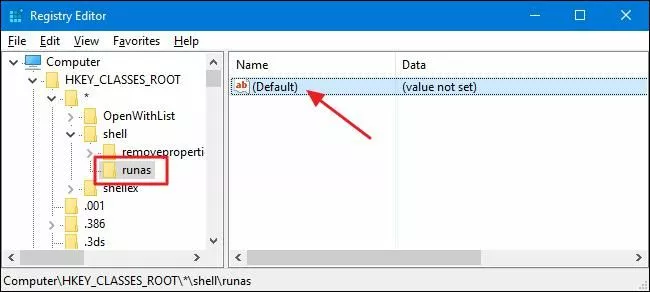 Registry Editor
File Edit View Favorites Help
Computer
HKEY_CLASSES_ROOT
*
OpenWithList
shell
removeproperti
runas
shellex
.001
.386
.3ds
Name Data
ab (Default) (value not set)
Computer\HKEY_CLASSES_ROOT\*\shell\runas